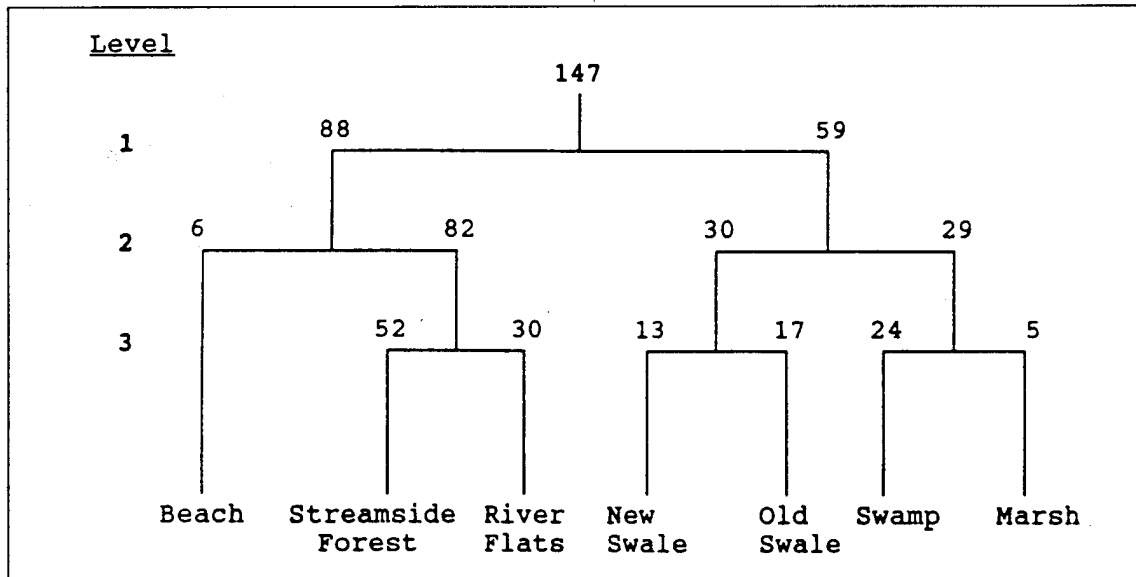 Level
147
1 88 59
2 6 82 30 29
3 52 30 13 17 24 5
Beach Streamside River New Old Swamp Marsh
Forest Flats Swale Swale